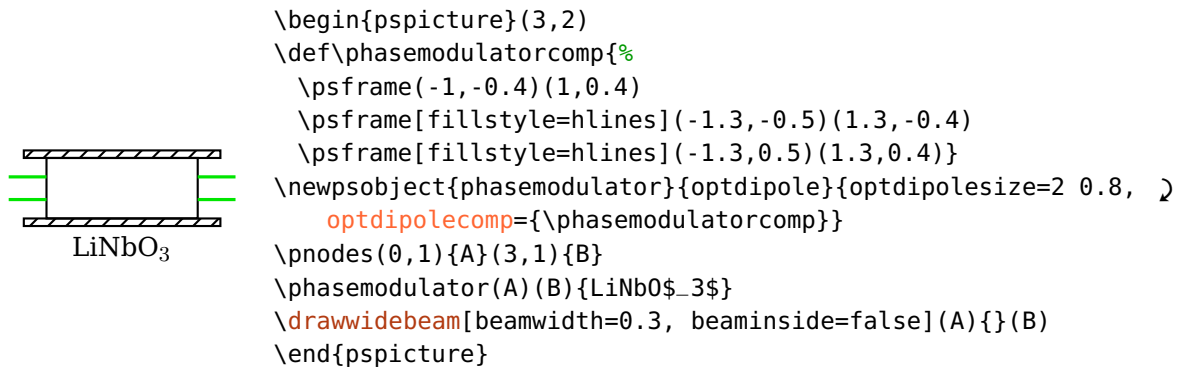 \begin{pspicture}(3,2)
\def\phasemodulatorcomp{%
\psframe(-1,-0.4)(1,0.4)
\psframe[fillstyle=hlines](-1.3,-0.5)(1.3,-0.4)
\psframe[fillstyle=hlines](-1.3,0.5)(1.3,0.4)}
\newpsobject{phasemodulator}{optdipole}{optdipolesize=2 0.8,
optdipolecomp={\phasemodulatorcomp}}
\pnodes(0,1){A}(3,1){B}
\phasemodulator(A)(B){LiNbO$_3$}
\drawwidebeam[beamwidth=0.3, beaminside=false](A){}(B)
\end{pspicture}
LiNbO₃